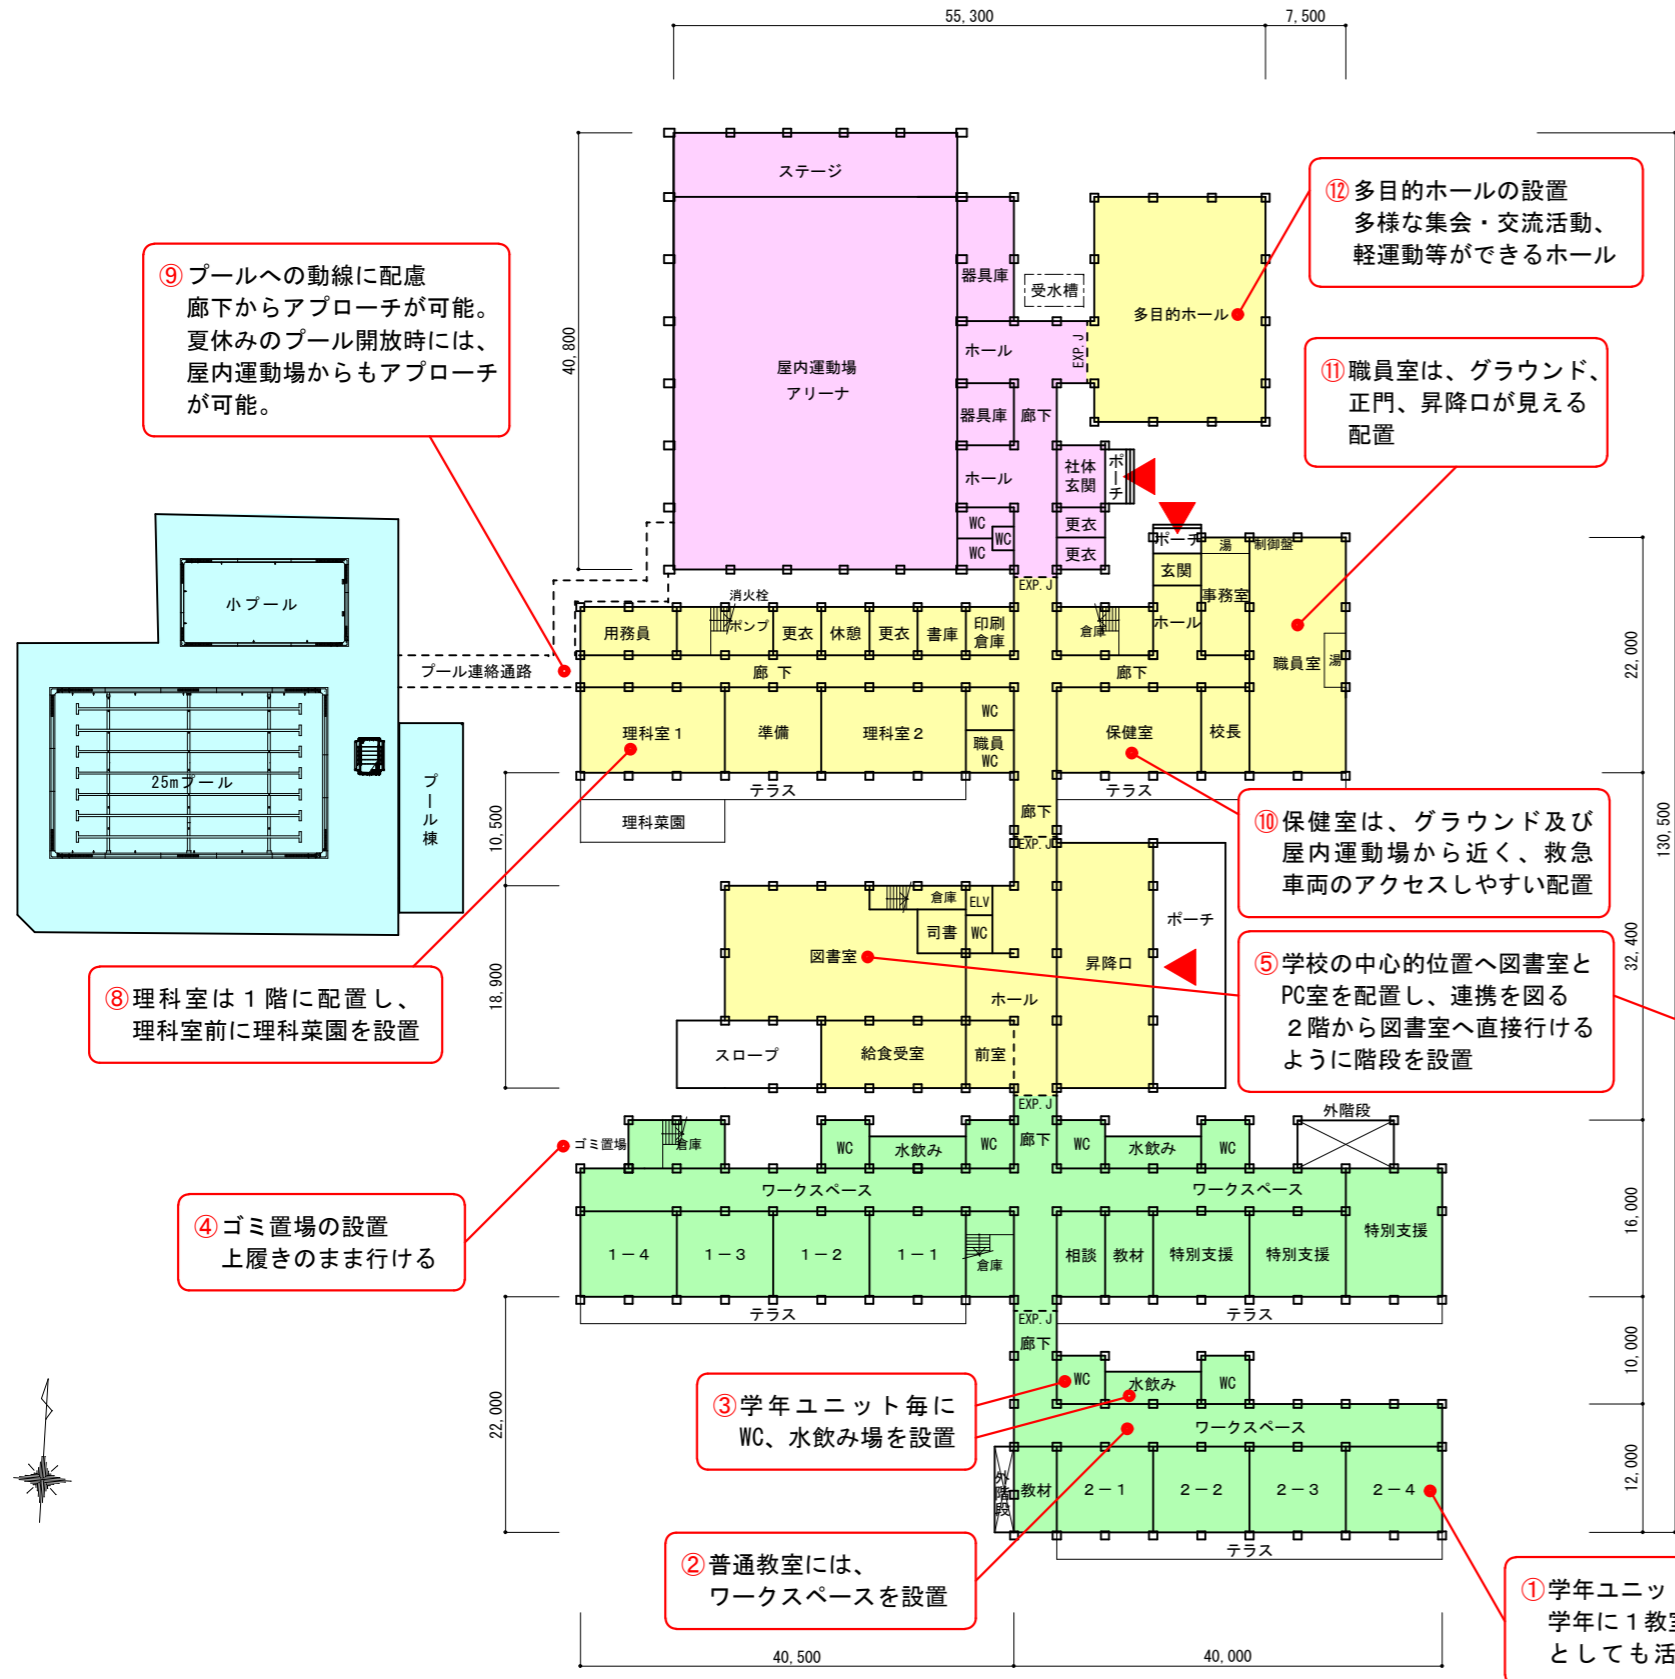 55,300
7,500
ステージ
⑫多目的ホールの設置
多様な集会・交流活動、
軽運動等ができるホール
⑨プールへの動線に配慮
廊下からアプローチが可能。
夏休みのプール開放時には、
屋内運動場からもアプローチ
が可能。
器具庫
受水槽
多目的ホール
40,800
ホール
EXP.J
屋内運動場
アリーナ
⑪職員室は、グラウンド、
正門、昇降口が見える
配置
器具庫
廊下
ホール
社体
玄関
ポーチ
WC
WC
WC
更衣
更衣
ポーチ
湯
制御盤
玄関
EXP.J
消火栓
ポンプ
事務室
小プール
用務員
更衣
休憩
更衣
書庫
印刷
倉庫
倉庫
ホール
職員室
湯
22,000
プール連絡通路
廊 下
廊下
理科室1
準備
理科室2
WC
職員
WC
保健室
校長
25mプール
プール棟
テラス
テラス
理科菜園
廊下
10,500
EXP.J
⑩保健室は、グラウンド及び
屋内運動場から近く、救急
車両のアクセスしやすい配置
130,500
倉庫
ELV
司書
WC
ポーチ
図書室
昇降口
32,400
⑤学校の中心的位置へ図書室と
PC室を配置し、連携を図る
2階から図書室へ直接行ける
ように階段を設置
18,900
ホール
⑧理科室は1階に配置し、
理科室前に理科菜園を設置
スロープ
給食受室
前室
EXP.J
外階段
ゴミ置場
倉庫
WC
水飲み
WC
廊下
WC
水飲み
WC
ワークスペース
ワークスペース
16,000
④ゴミ置場の設置
上履きのまま行ける
1－4
1－3
1－2
1－1
倉庫
相談
教材
特別支援
特別支援
特別支援
テラス
EXP.J
テラス
廊下
10,000
③学年ユニット毎に
WC、水飲み場を設置
WC
水飲み
WC
22,000
ワークスペース
外階段
教材
2－1
2－2
2－3
2－4
12,000
テラス
②普通教室には、
ワークスペースを設置
①学年ユニッ
学年に1教室
としても活
40,500
40,000